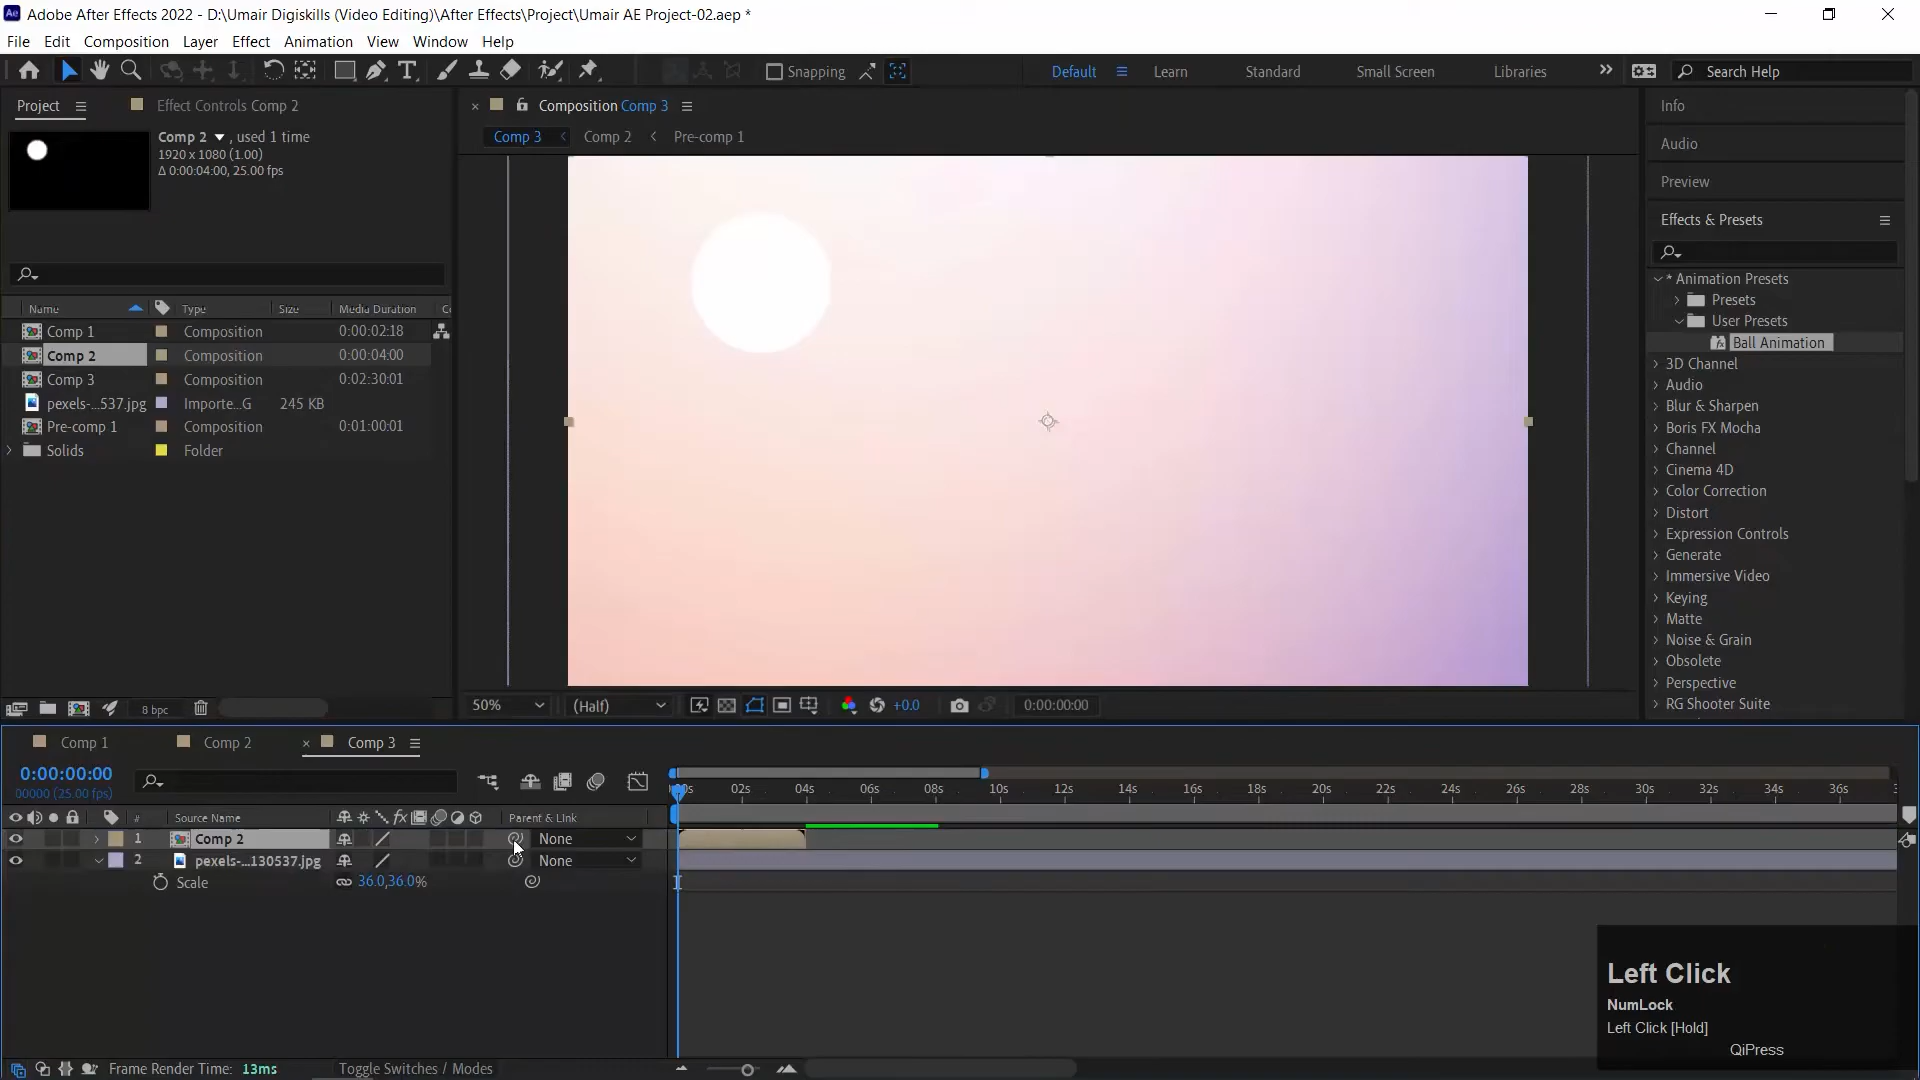 Adobe After Effects 2022 - D:\Umair Digiskills (Video Editing)\After Effects\Project\Umair AE Project-02.aep *
File Edit Composition Layer Effect Animation View Window Help
Snapping
Default Learn Standard Small Screen Libraries
Search Help
Project
Effect Controls Comp 2
Comp 2 , used 1 time
1920 x 1080 (1.00)
Δ 0:00:04:00, 25.00 fps
Name Type Size Media Duration
Comp 1 Composition 0:00:02:18
Comp 2 Composition 0:00:04:00
Comp 3 Composition 0:02:30:01
pexels-...537.jpg Importe...G 245 KB
Pre-comp 1 Composition 0:01:00:01
Solids Folder
8 bpc
Composition Comp 3
Comp 3 Comp 2 Pre-comp 1
50% (Half) +0.0 0:00:00:00
Info
Audio
Preview
Effects & Presets
* Animation Presets
Presets
User Presets
Ball Animation
3D Channel
Audio
Blur & Sharpen
Boris FX Mocha
Channel
Cinema 4D
Color Correction
Distort
Expression Controls
Generate
Immersive Video
Keying
Matte
Noise & Grain
Obsolete
Perspective
RG Shooter Suite
Comp 1 Comp 2 Comp 3
0:00:00:00
00000 (25.00 fps)
02s 04s 06s 08s 10s 12s 14s 16s 18s 20s 22s 24s 26s 28s 30s 32s 34s 36s
# Source Name Parent & Link
1 Comp 2 None
2 pexels-...130537.jpg None
Scale 36.0,36.0%
Frame Render Time: 13ms
Toggle Switches / Modes
Left Click
NumLock
Left Click [Hold]
QiPress